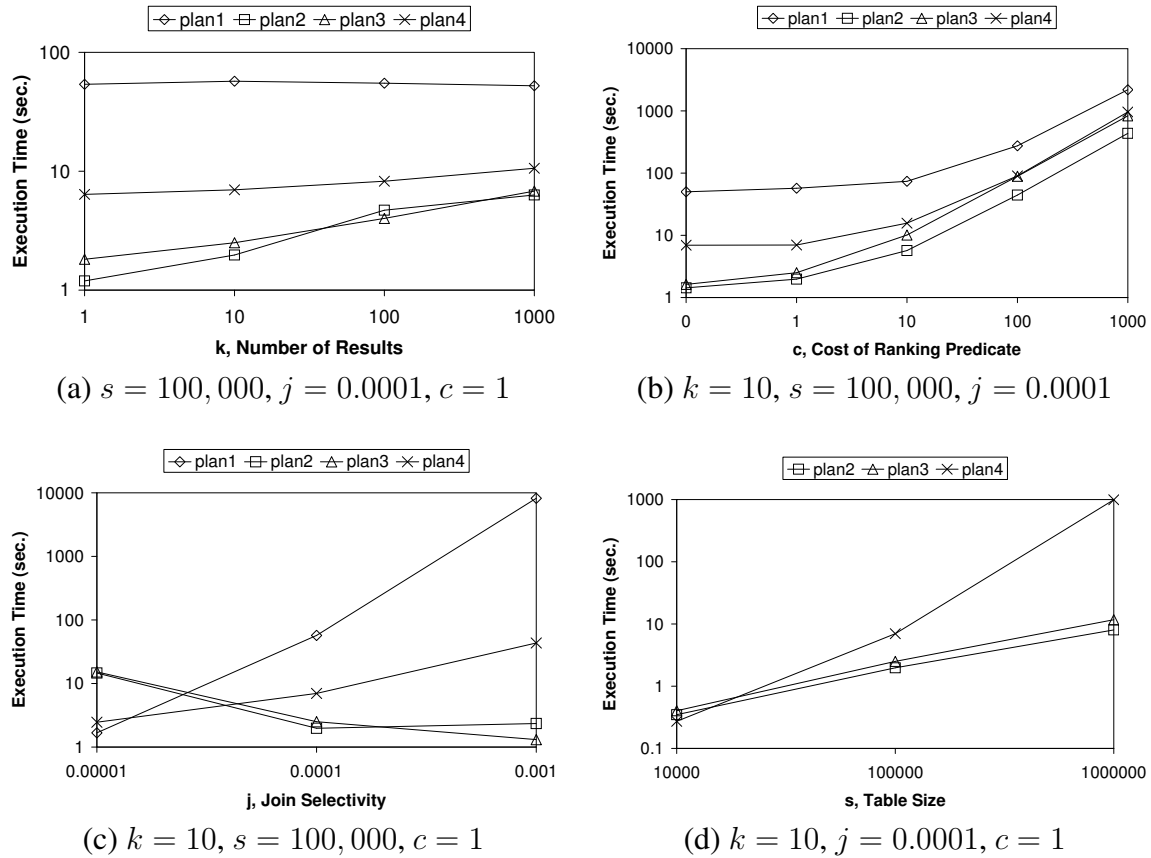 plan1 plan2 plan3 plan4
Execution Time (sec.)
100
10
1
1 10 100 1000
k, Number of Results
(a) s = 100, 000, j = 0.0001, c = 1
plan1 plan2 plan3 plan4
Execution Time (sec.)
10000
1000
100
10
1
0 1 10 100 1000
c, Cost of Ranking Predicate
(b) k = 10, s = 100, 000, j = 0.0001
plan1 plan2 plan3 plan4
Execution Time (sec.)
10000
1000
100
10
1
0.00001 0.0001 0.001
j, Join Selectivity
(c) k = 10, s = 100, 000, c = 1
plan2 plan3 plan4
Execution Time (sec.)
1000
100
10
1
0.1
10000 100000 1000000
s, Table Size
(d) k = 10, j = 0.0001, c = 1